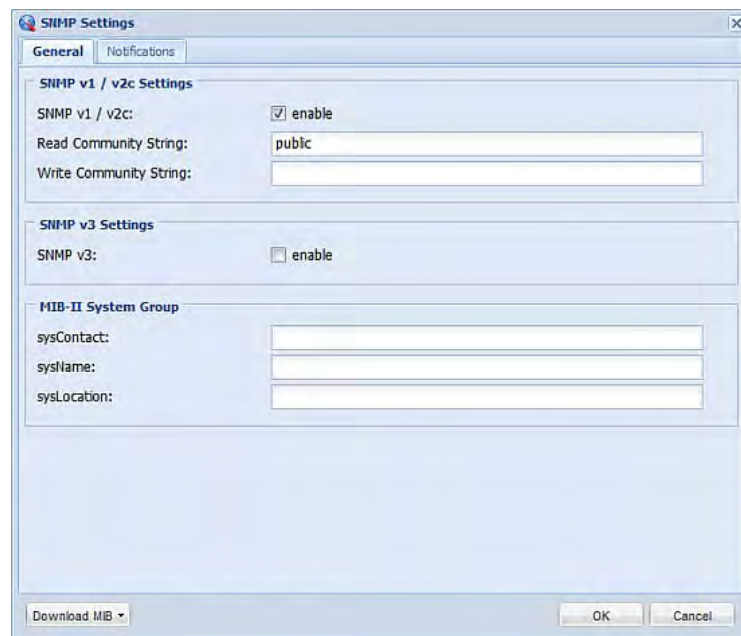 SNMP Settings
General Notifications
SNMP v1 / v2c Settings
SNMP v1 / v2c: enable
Read Community String: public
Write Community String:
SNMP v3 Settings
SNMP v3: enable
MIB-II System Group
sysContact:
sysName:
sysLocation:
Download MIB OK Cancel